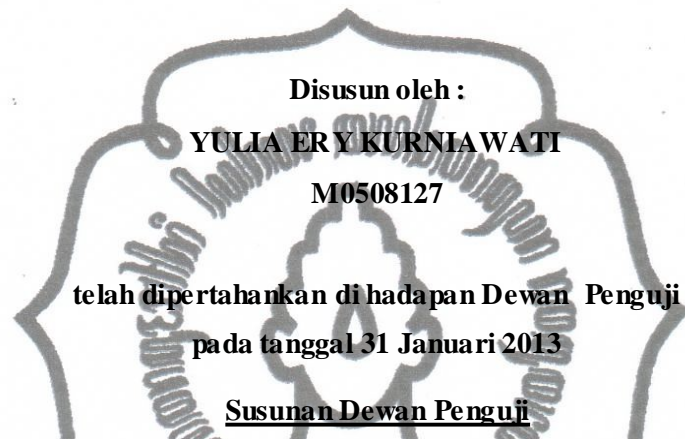 Disusun oleh :
YULIA ERY KURNIAWATI
M0508127
telah dipertahankan di hadapan Dewan Penguji
pada tanggal 31 Januari 2013
Susunan Dewan Penguji